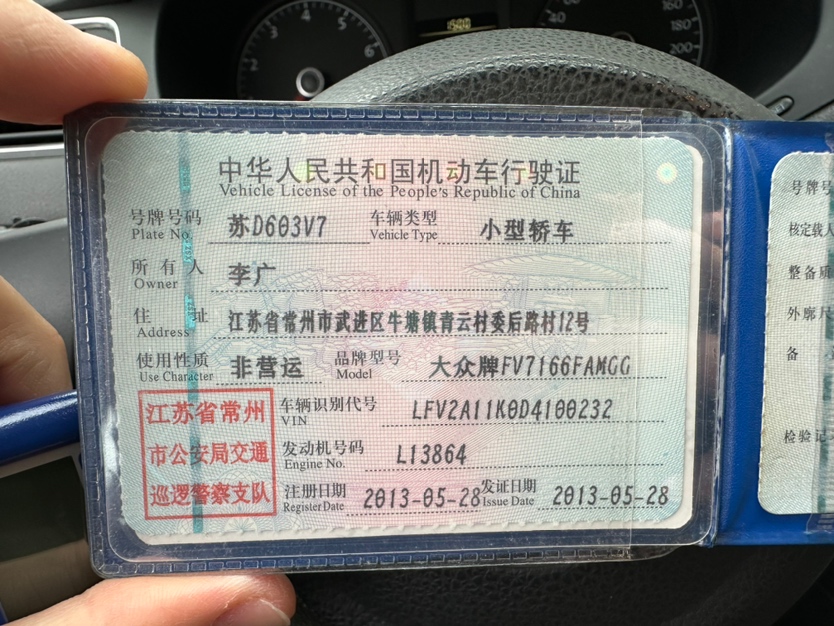 中华人民共和国机动车行驶证
Vehicle License of the People's Republic of China
号牌号码 苏D603V7 车辆类型 小型轿车
Plate No. Vehicle Type
所有人 李广
Owner
住址 江苏省常州市武进区牛塘镇青云村委后路村12号
Address
使用性质 非营运 品牌型号 大众牌FV7166FAMGG
Use Character Model
江苏省常州
市公安局交通
巡逻警察支队
车辆识别代号 LFV2A11K0D4100232
VIN
发动机号码 L13864
Engine No.
注册日期 2013-05-28 发证日期 2013-05-28
Register Date Issue Date
号牌号
核定载人
整备质
外廓尺
备
检验记
2
3
4
5
6
40
160
180
200